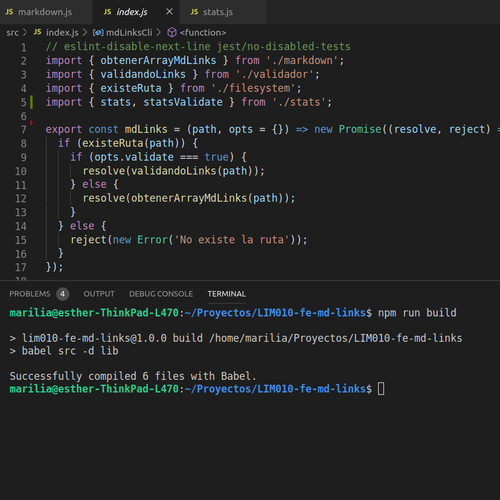 JS markdown.js JS index.js × JS stats.js
src > JS index.js > mdLinksCli > <function>
1 // eslint-disable-next-line jest/no-disabled-tests
2 import { obtenerArrayMdLinks } from './markdown';
3 import { validandoLinks } from './validador';
4 import { existeRuta } from './filesystem';
5 import { stats, statsValidate } from './stats';
6
7 export const mdLinks = (path, opts = {}) => new Promise((resolve, reject) =
8 if (existeRuta(path)) {
9 if (opts.validate === true) {
10 resolve(validandoLinks(path));
11 } else {
12 resolve(obtenerArrayMdLinks(path));
13 }
14 } else {
15 reject(new Error('No existe la ruta'));
16 }
17 });
PROBLEMS 4 OUTPUT DEBUG CONSOLE TERMINAL
marilia@esther-ThinkPad-L470:~/Proyectos/LIM010-fe-md-links$ npm run build
> lim010-fe-md-links@1.0.0 build /home/marilia/Proyectos/LIM010-fe-md-links
> babel src -d lib
Successfully compiled 6 files with Babel.
marilia@esther-ThinkPad-L470:~/Proyectos/LIM010-fe-md-links$